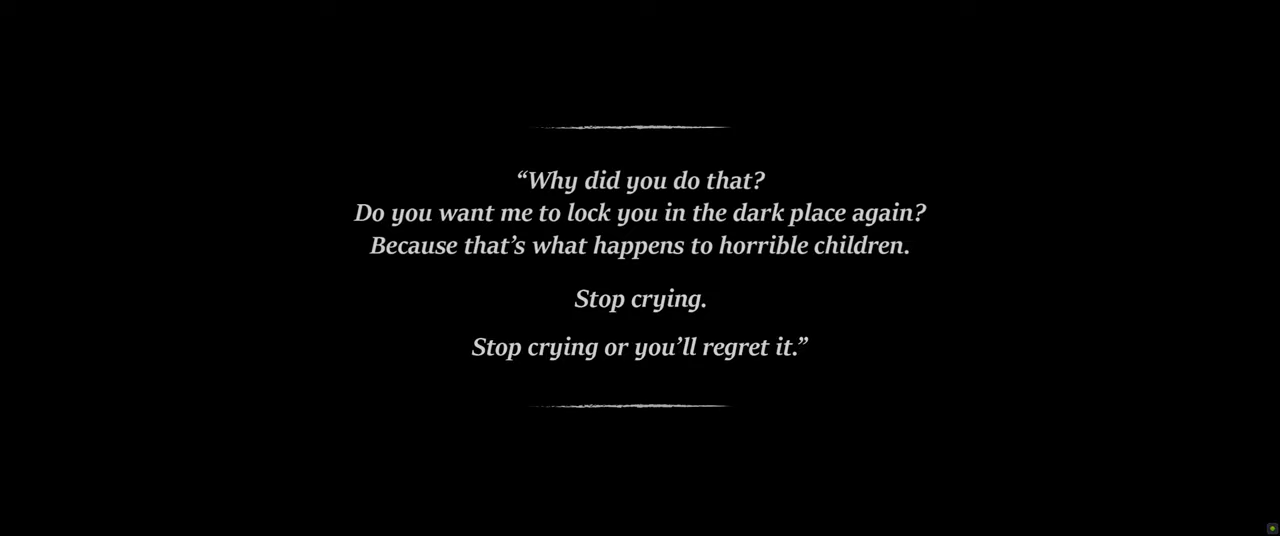 “Why did you do that?
Do you want me to lock you in the dark place again?
Because that’s what happens to horrible children.
Stop crying.
Stop crying or you’ll regret it.”